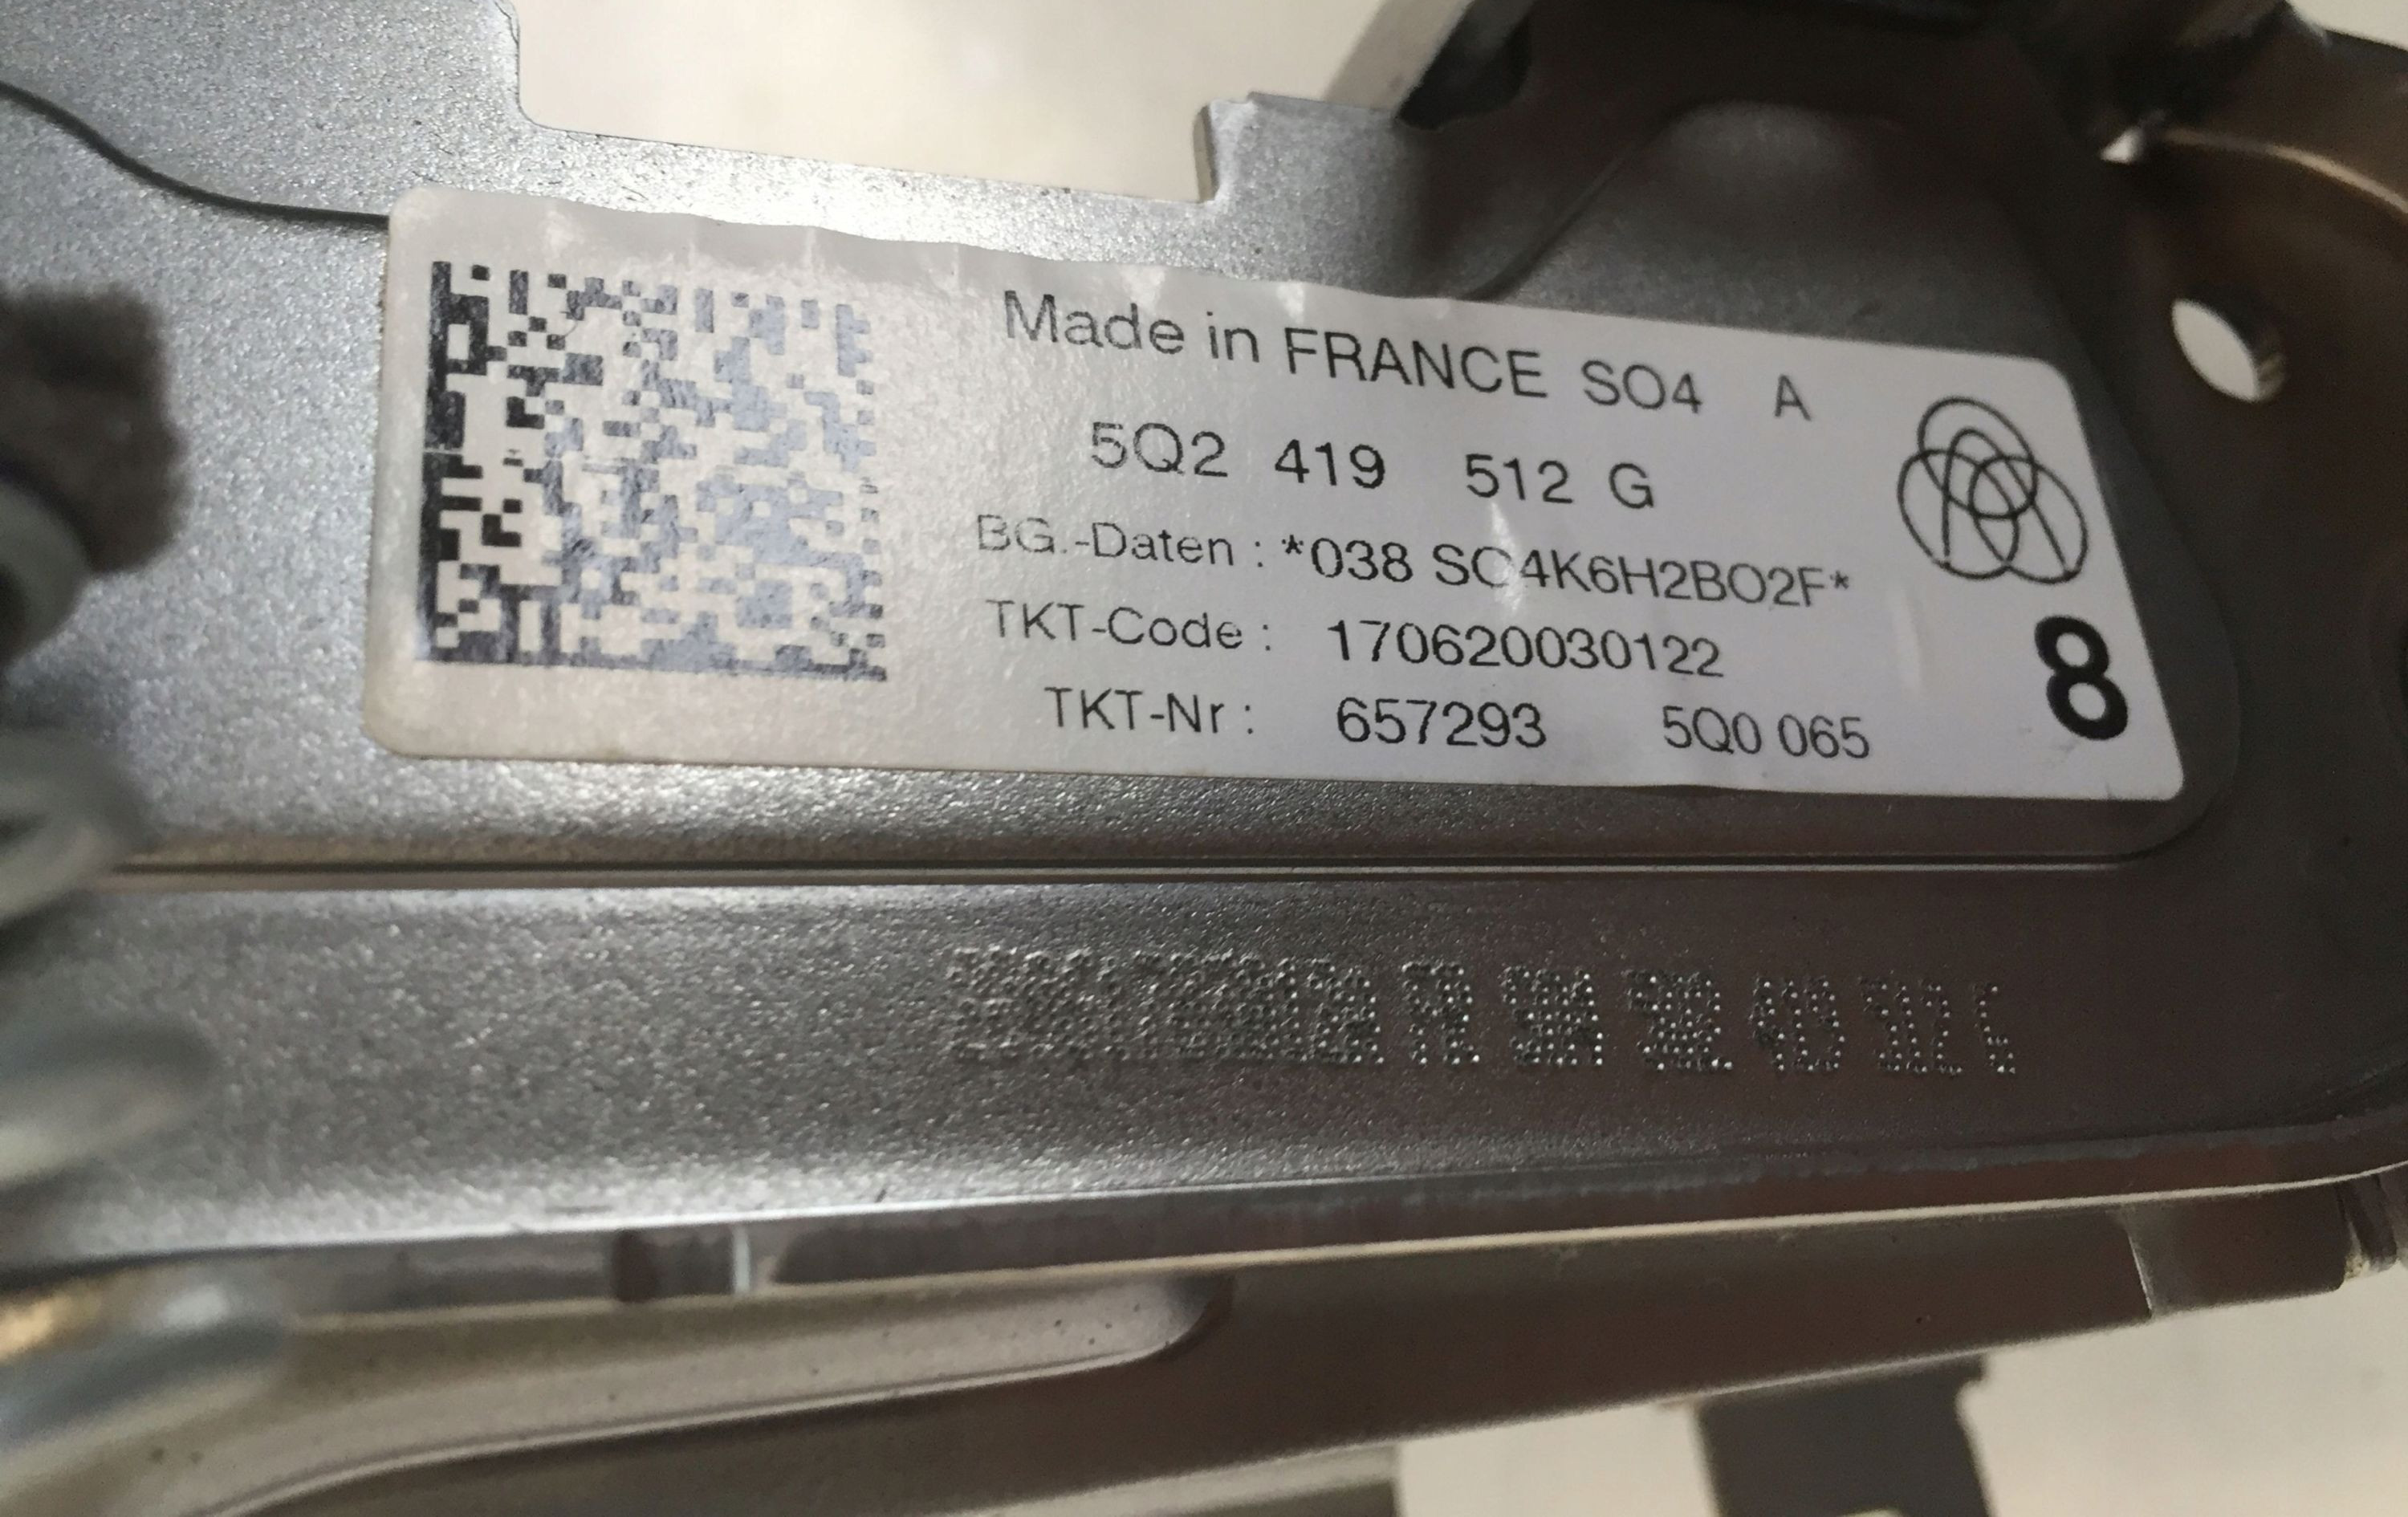 Made in FRANCE SO4 A
5Q2 419 512 G
BG.-Daten : *038 SO4K6H2BO2F*
TKT-Code : 170620030122
TKT-Nr : 657293 5Q0 065
8